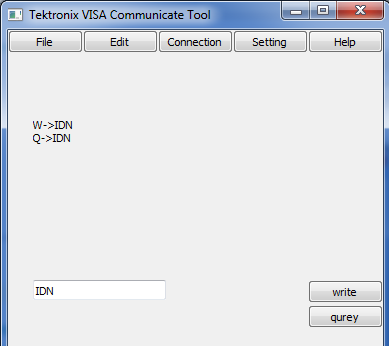 Tektronix VISA Communicate Tool
File Edit Connection Setting Help
W->IDN
Q->IDN
IDN
write
qurey